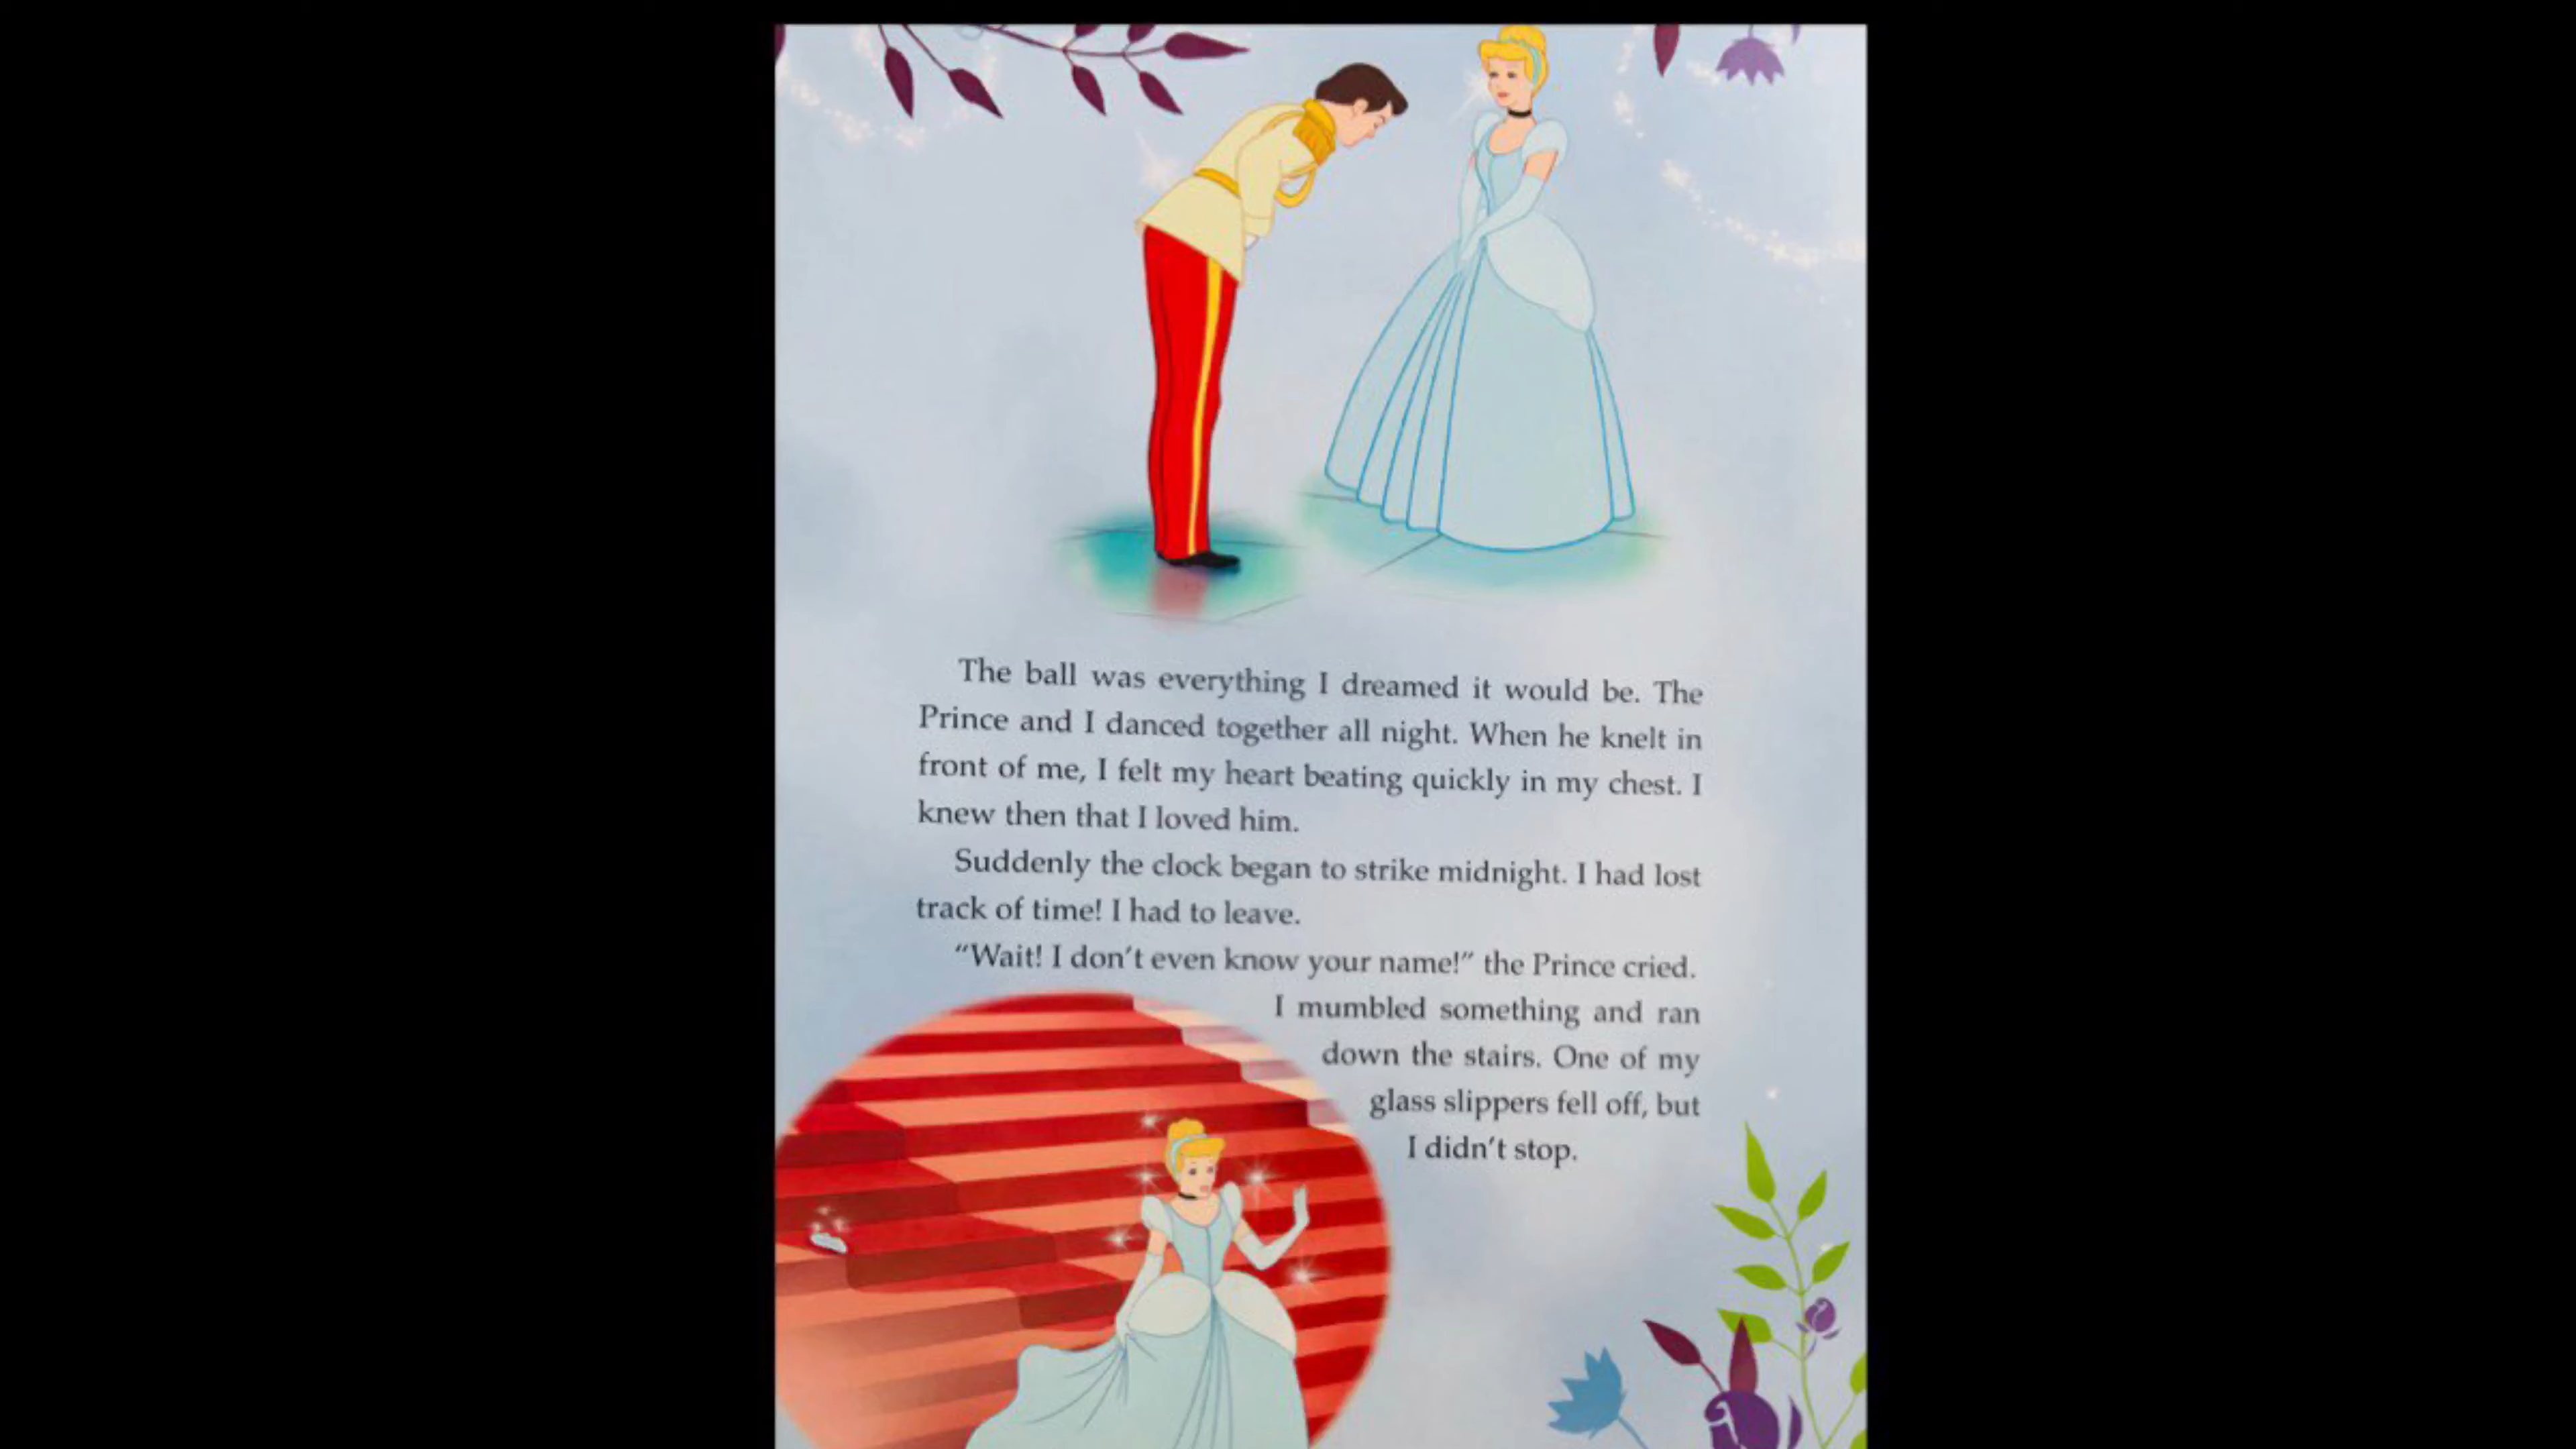 The ball was everything I dreamed it would be. The
Prince and I danced together all night. When he knelt in
front of me, I felt my heart beating quickly in my chest. I
knew then that I loved him.
Suddenly the clock began to strike midnight. I had lost
track of time! I had to leave.
“Wait! I don’t even know your name!” the Prince cried.
I mumbled something and ran
down the stairs. One of my
glass slippers fell off, but
I didn’t stop.